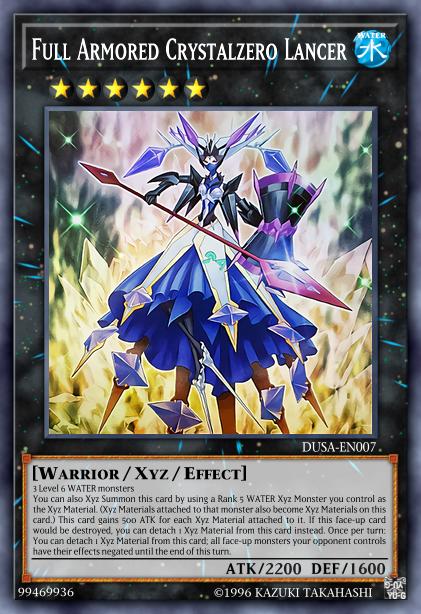 FULL ARMORED CRYSTALZERO LANCER
WATER
水
DUSA-EN007
[WARRIOR / XYZ / EFFECT]
3 Level 6 WATER monsters
You can also Xyz Summon this card by using a Rank 5 WATER Xyz Monster you control as
the Xyz Material. (Xyz Materials attached to that monster also become Xyz Materials on this
card.) This card gains 500 ATK for each Xyz Material attached to it. If this face-up card
would be destroyed, you can detach 1 Xyz Material from this card instead. Once per turn:
You can detach 1 Xyz Material from this card; all face-up monsters your opponent controls
have their effects negated until the end of this turn.
ATK/2200 DEF/1600
99469936
©1996 KAZUKI TAKAHASHI